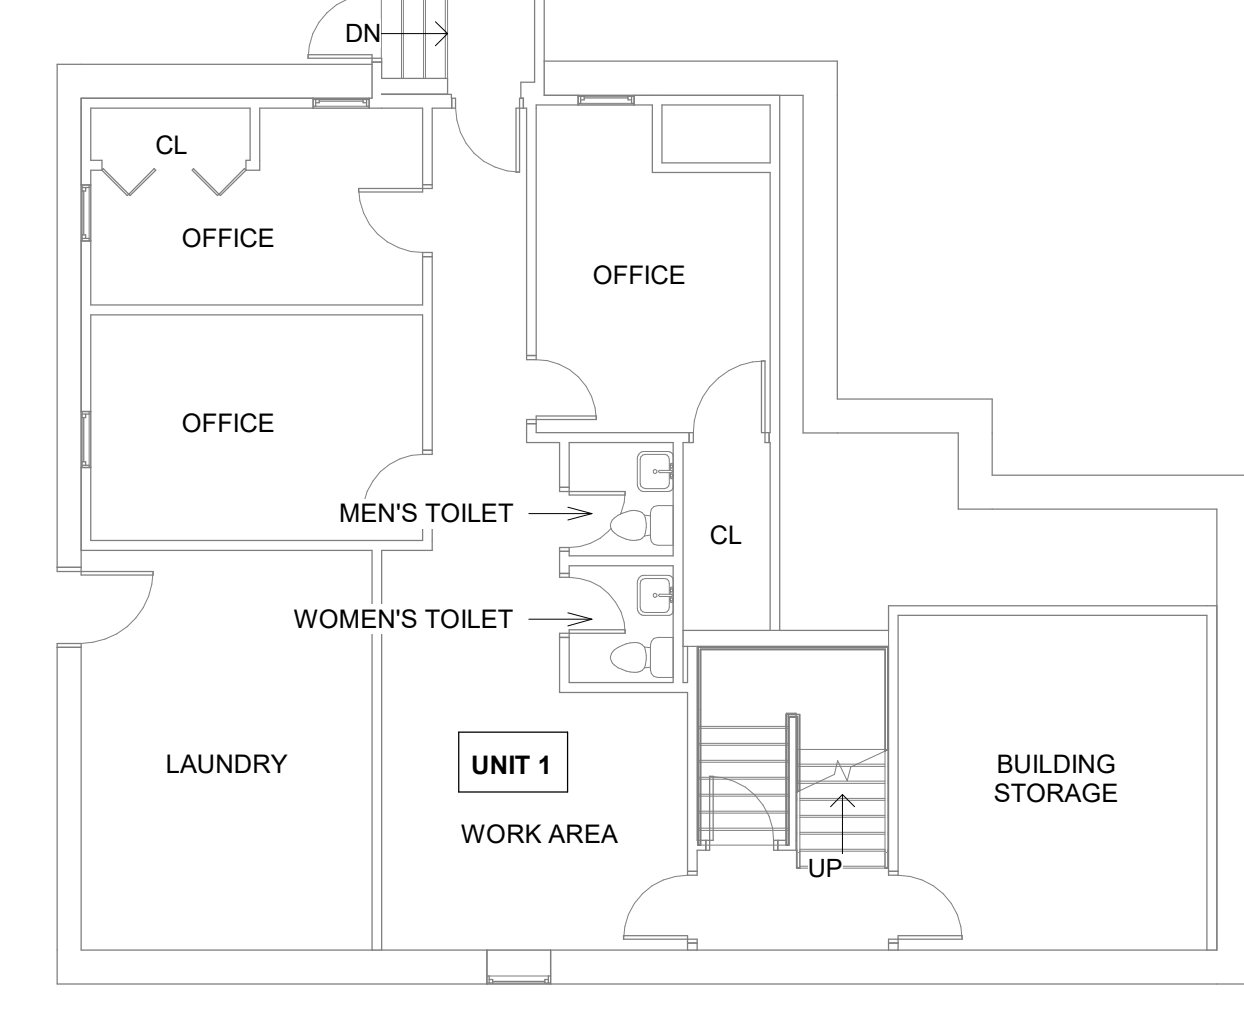 DN
CL
OFFICE
OFFICE
OFFICE
MEN'S TOILET
CL
WOMEN'S TOILET
LAUNDRY
UNIT 1
WORK AREA
BUILDING
STORAGE
UP